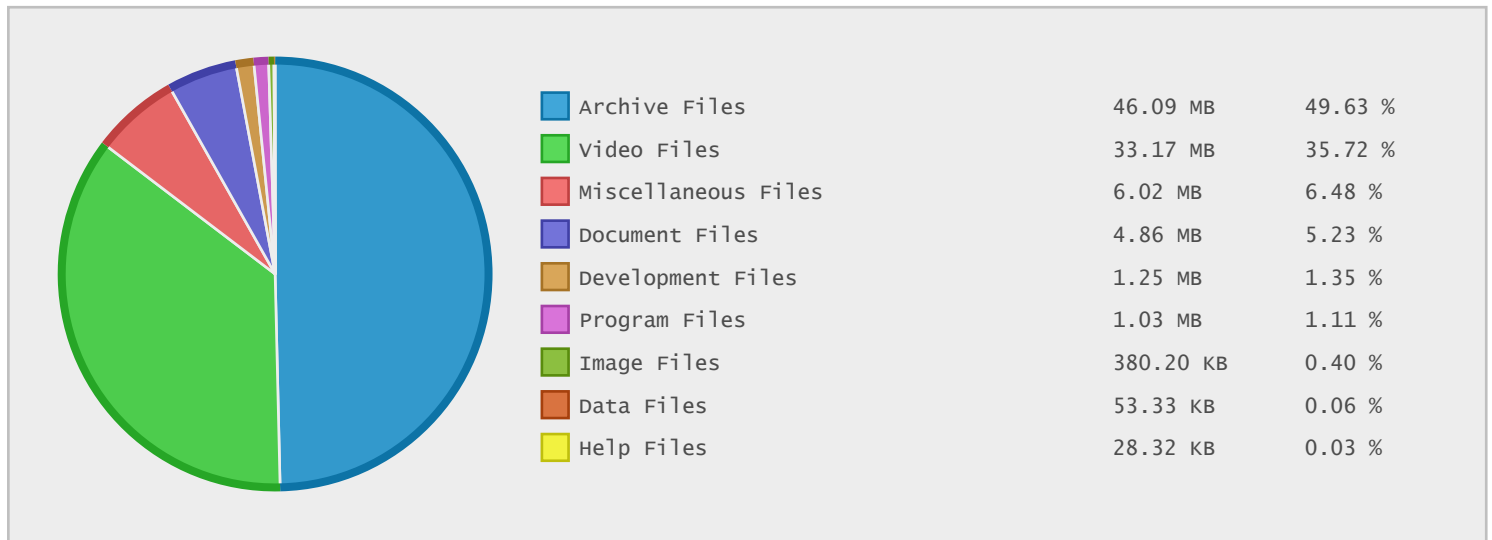 Archive Files 46.09 MB 49.63 %
Video Files 33.17 MB 35.72 %
Miscellaneous Files 6.02 MB 6.48 %
Document Files 4.86 MB 5.23 %
Development Files 1.25 MB 1.35 %
Program Files 1.03 MB 1.11 %
Image Files 380.20 KB 0.40 %
Data Files 53.33 KB 0.06 %
Help Files 28.32 KB 0.03 %